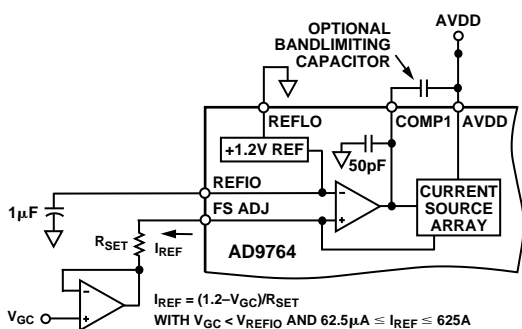 OPTIONAL
BANDLIMITING
CAPACITOR
AVDD
REFLO
COMP1
AVDD
+1.2V REF
50pF
REFIO
1µF
FS ADJ
CURRENT
SOURCE
ARRAY
RSET
IREF
AD9764
VGC
IREF = (1.2–VGC)/RSET
WITH VGC < VREFIO AND 62.5µA ≤ IREF ≤ 625A